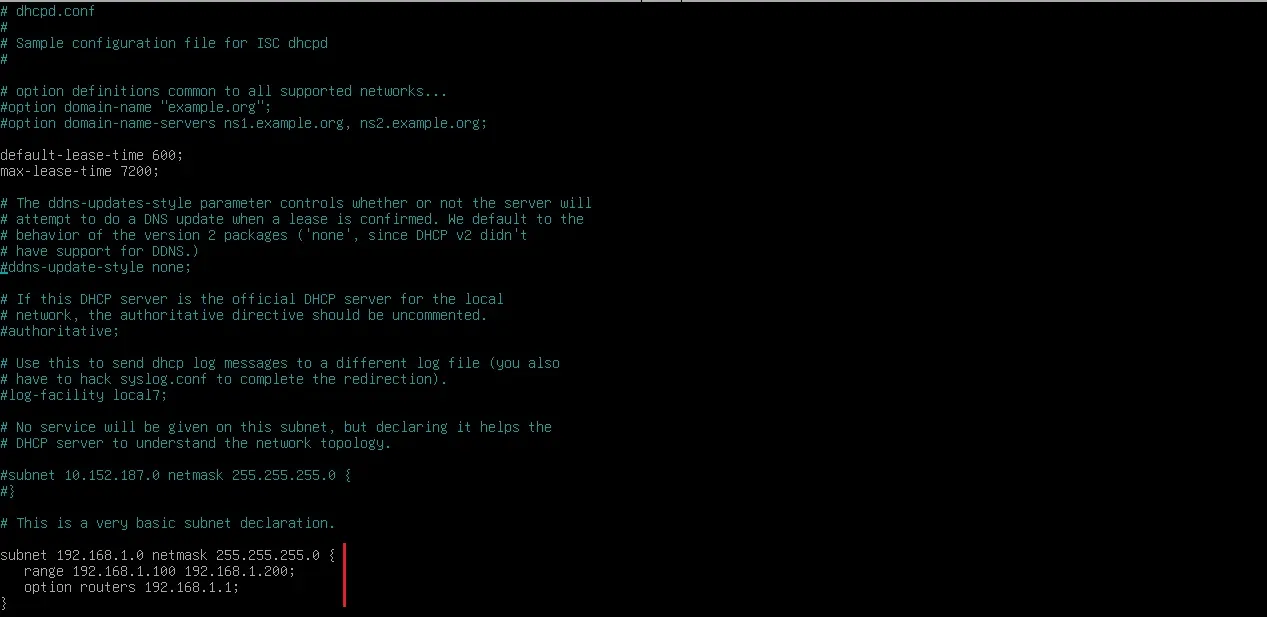 # dhcpd.conf
#
# Sample configuration file for ISC dhcpd
#
# option definitions common to all supported networks...
#option domain-name "example.org";
#option domain-name-servers ns1.example.org, ns2.example.org;
default-lease-time 600;
max-lease-time 7200;
# The ddns-updates-style parameter controls whether or not the server will
# attempt to do a DNS update when a lease is confirmed. We default to the
# behavior of the version 2 packages ('none', since DHCP v2 didn't
# have support for DDNS.)
#ddns-update-style none;
# If this DHCP server is the official DHCP server for the local
# network, the authoritative directive should be uncommented.
#authoritative;
# Use this to send dhcp log messages to a different log file (you also
# have to hack syslog.conf to complete the redirection).
#log-facility local7;
# No service will be given on this subnet, but declaring it helps the
# DHCP server to understand the network topology.
#subnet 10.152.187.0 netmask 255.255.255.0 {
#}
# This is a very basic subnet declaration.
subnet 192.168.1.0 netmask 255.255.255.0 {
range 192.168.1.100 192.168.1.200;
option routers 192.168.1.1;
}